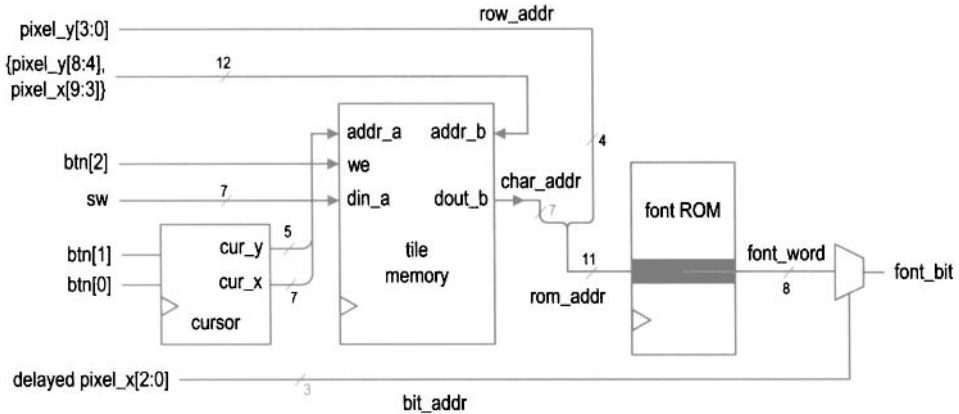 row_addr
pixel_y[3:0]
{pixel_y[8:4],
pixel_x[9:3]}
12
addr_a
addr_b
4
btn[2]
we
char_addr
sw
7
din_a
dout_b
7
font ROM
btn[1]
cur_y
5
tile
memory
font_word
btn[0]
cur_x
7
11
rom_addr
8
font_bit
cursor
delayed pixel_x[2:0]
3
bit_addr